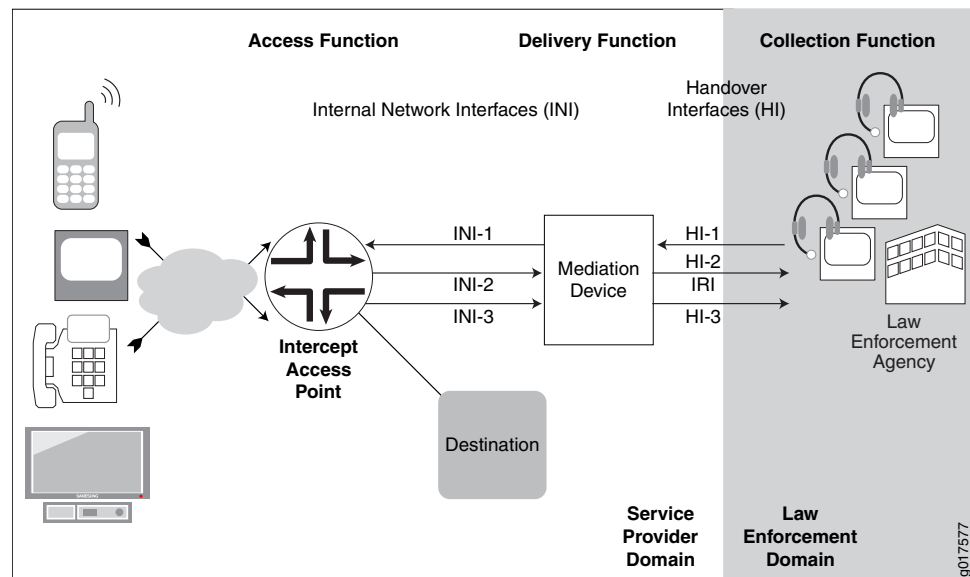 Access Function
Delivery Function
Collection Function
Internal Network Interfaces (INI)
Handover
Interfaces (HI)
INI-1
INI-2
INI-3
Mediation
Device
HI-1
HI-2
IRI
HI-3
Intercept
Access
Point
Law
Enforcement
Agency
Destination
SAMSUNG
Service
Provider
Domain
Law
Enforcement
Domain
g017577